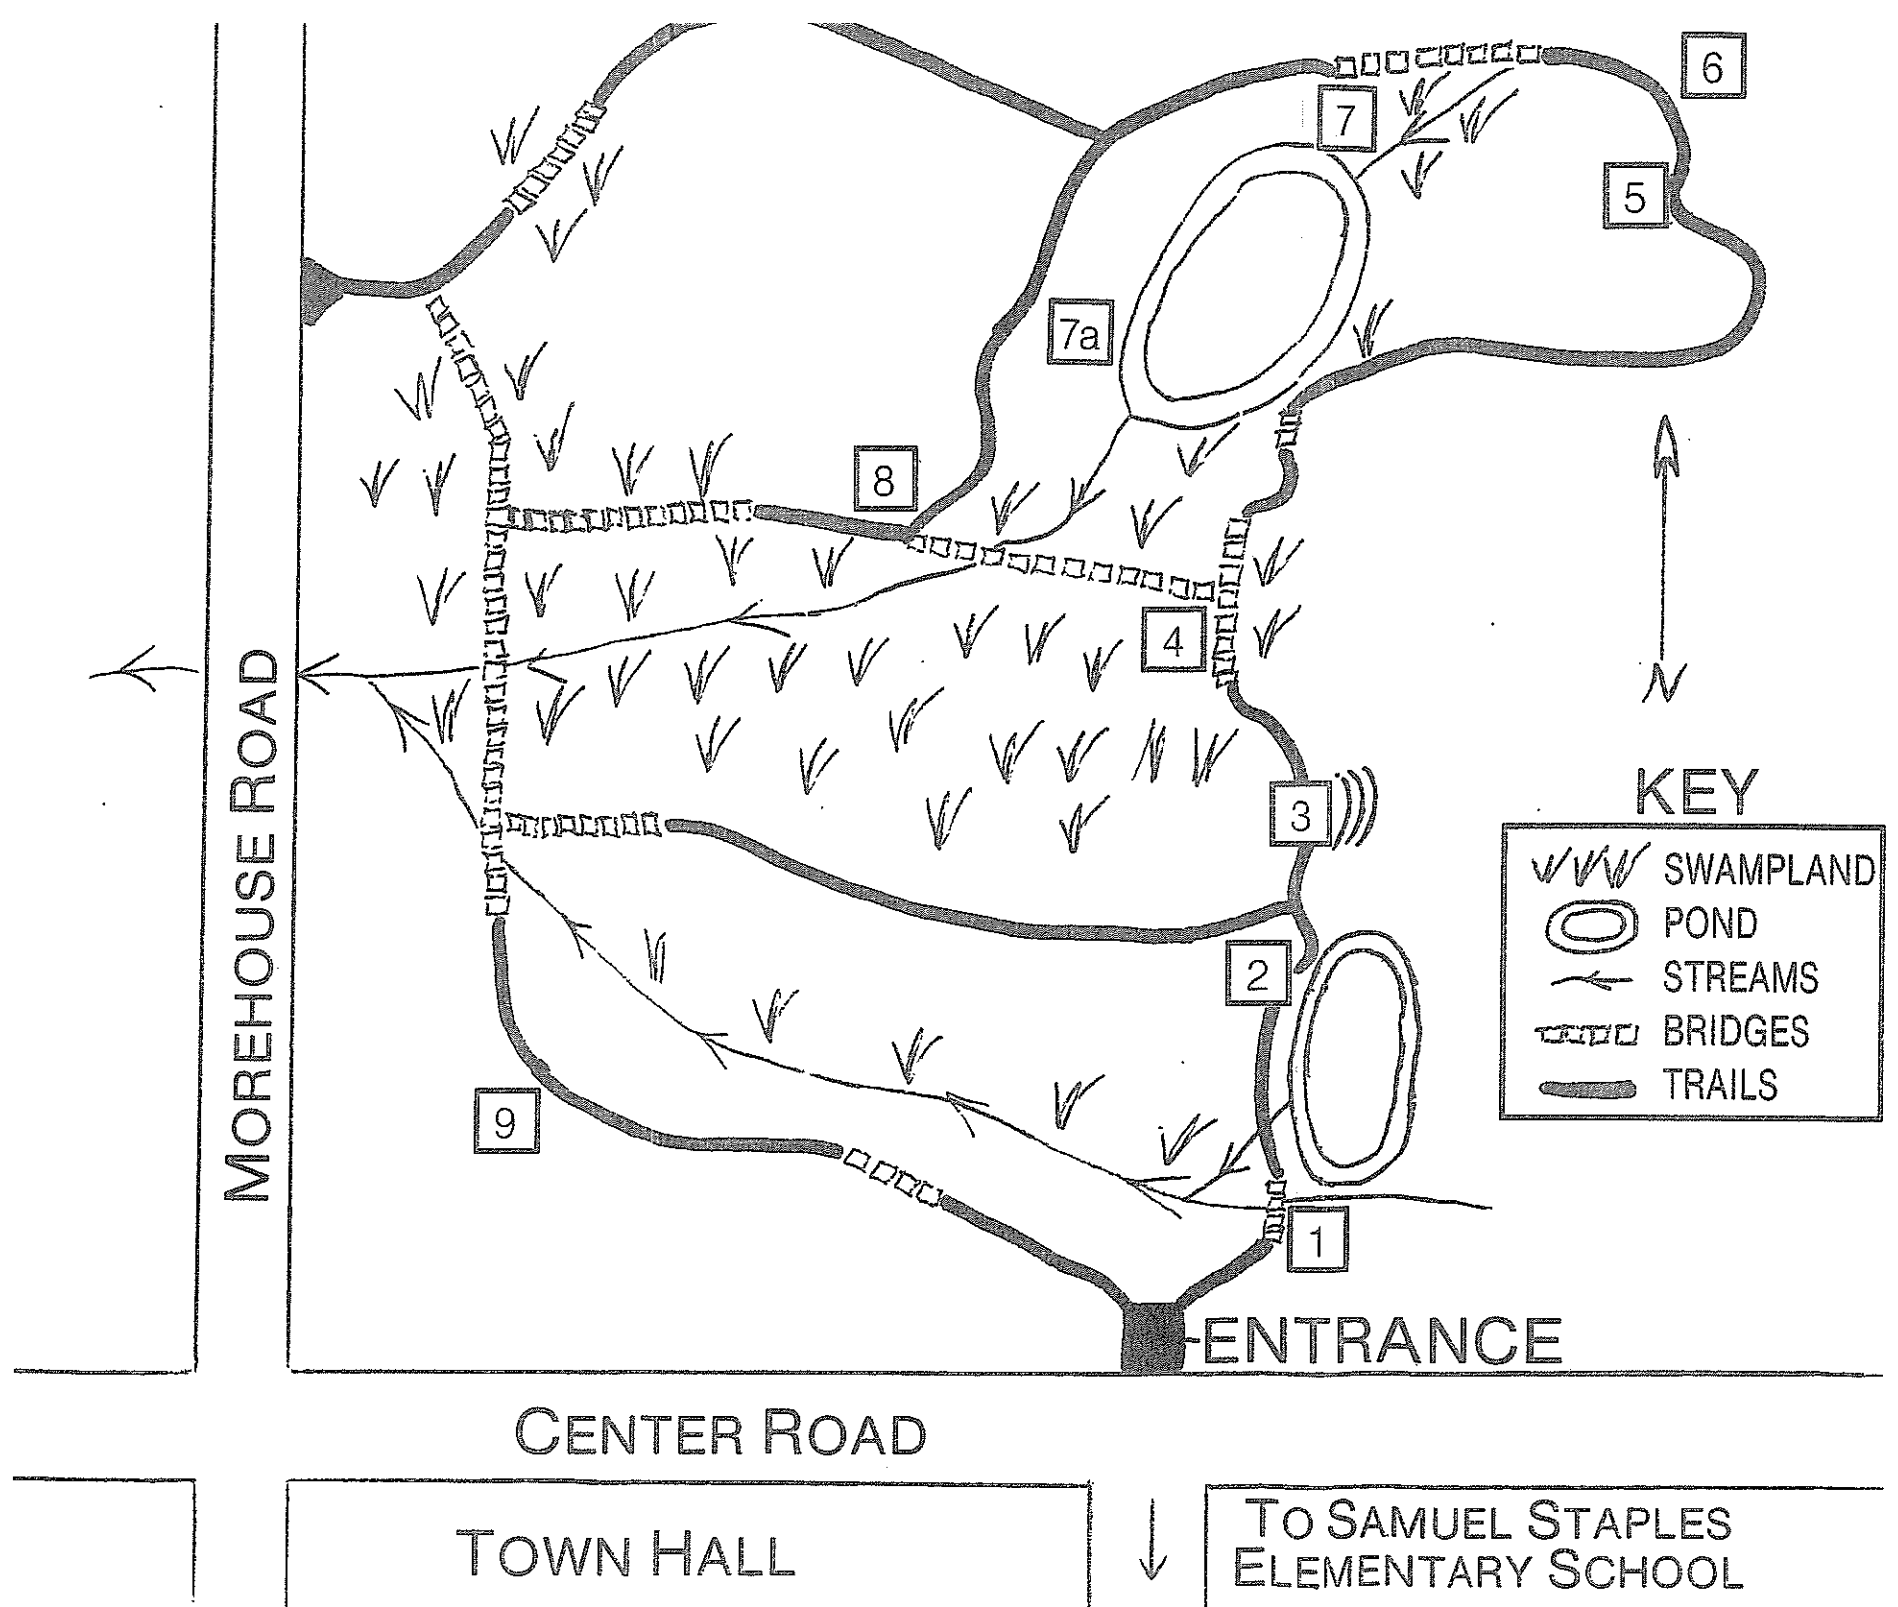 6
7
5
7a
8
4
N
MOREHOUSE ROAD
3
KEY
SWAMPLAND
POND
STREAMS
BRIDGES
TRAILS
2
9
1
ENTRANCE
CENTER ROAD
TOWN HALL
TO SAMUEL STAPLES
ELEMENTARY SCHOOL